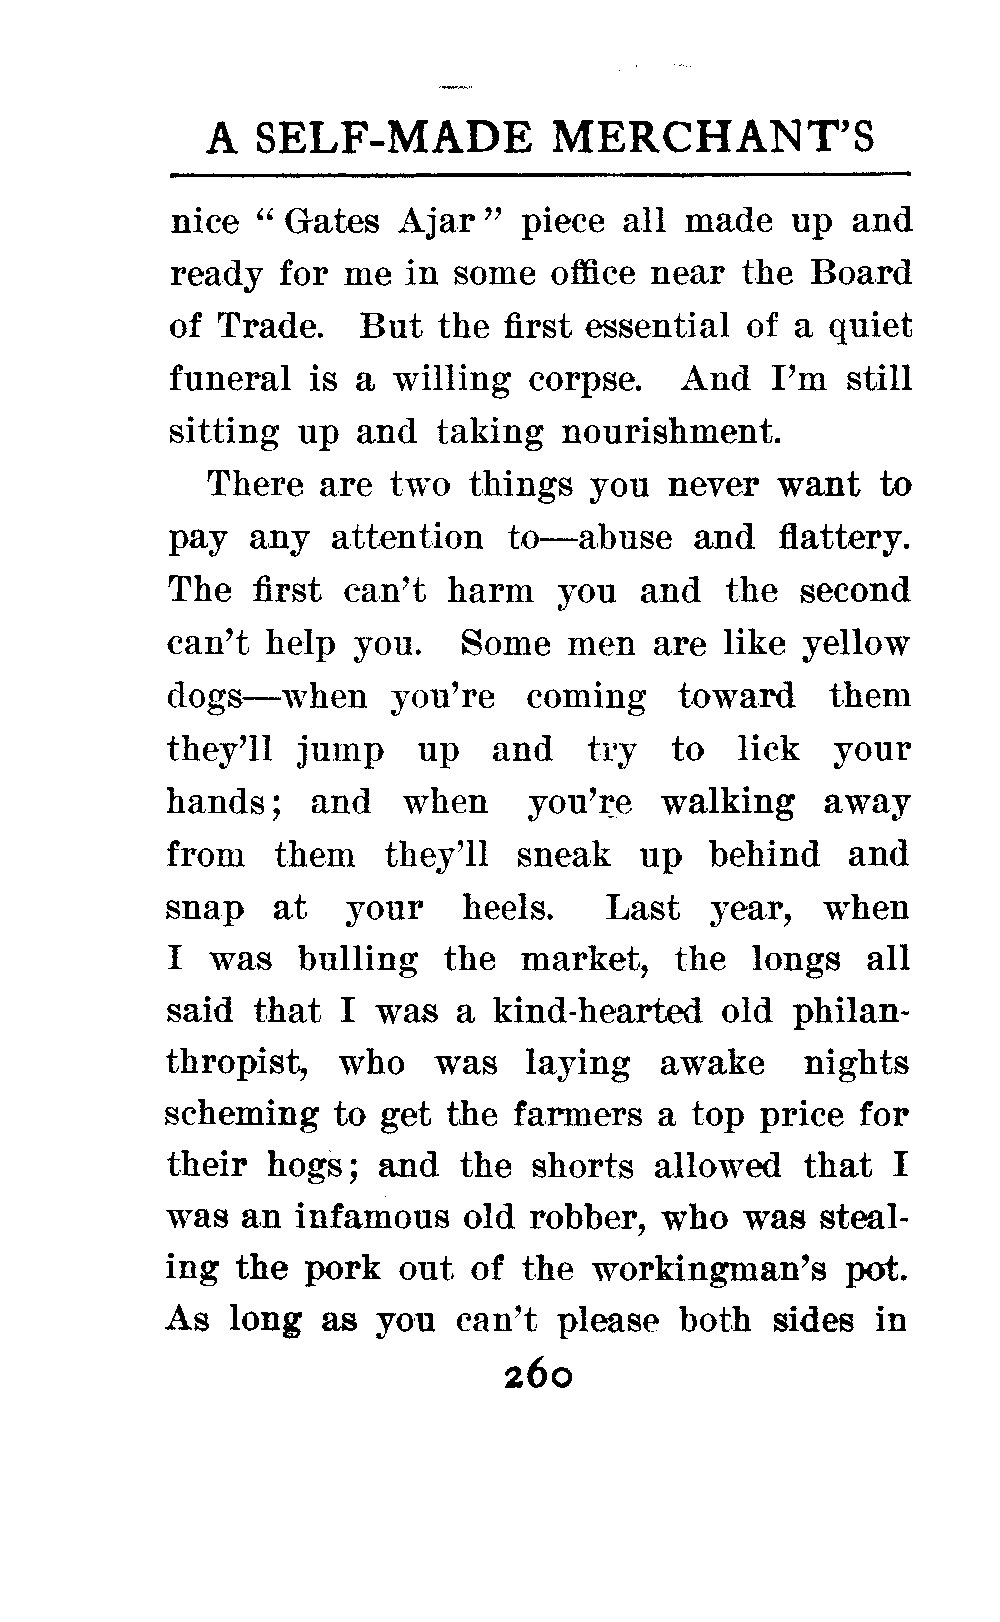 A SELF-MADE MERCHANT'S
nice “ Gates Ajar ” piece all made up and
ready for me in some office near the Board
of Trade. But the first essential of a quiet
funeral is a willing corpse. And I'm still
sitting up and taking nourishment.
There are two things you never want to
pay any attention to—abuse and flattery.
The first can't harm you and the second
can't help you. Some men are like yellow
dogs—when you're coming toward them
they'll jump up and try to lick your
hands; and when you're walking away
from them they'll sneak up behind and
snap at your heels. Last year, when
I was bulling the market, the longs all
said that I was a kind-hearted old philan-
thropist, who was laying awake nights
scheming to get the farmers a top price for
their hogs; and the shorts allowed that I
was an infamous old robber, who was steal-
ing the pork out of the workingman's pot.
As long as you can't please both sides in
260